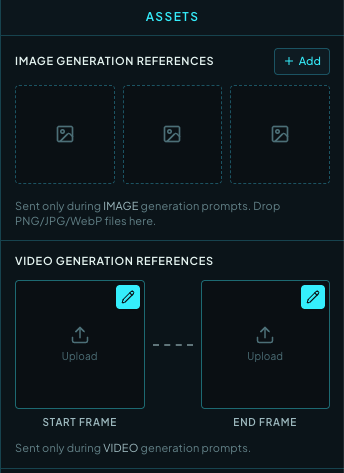 ASSETS
IMAGE GENERATION REFERENCES
+ Add
Sent only during IMAGE generation prompts. Drop
PNG/JPG/WebP files here.
VIDEO GENERATION REFERENCES
Upload
Upload
START FRAME
END FRAME
Sent only during VIDEO generation prompts.